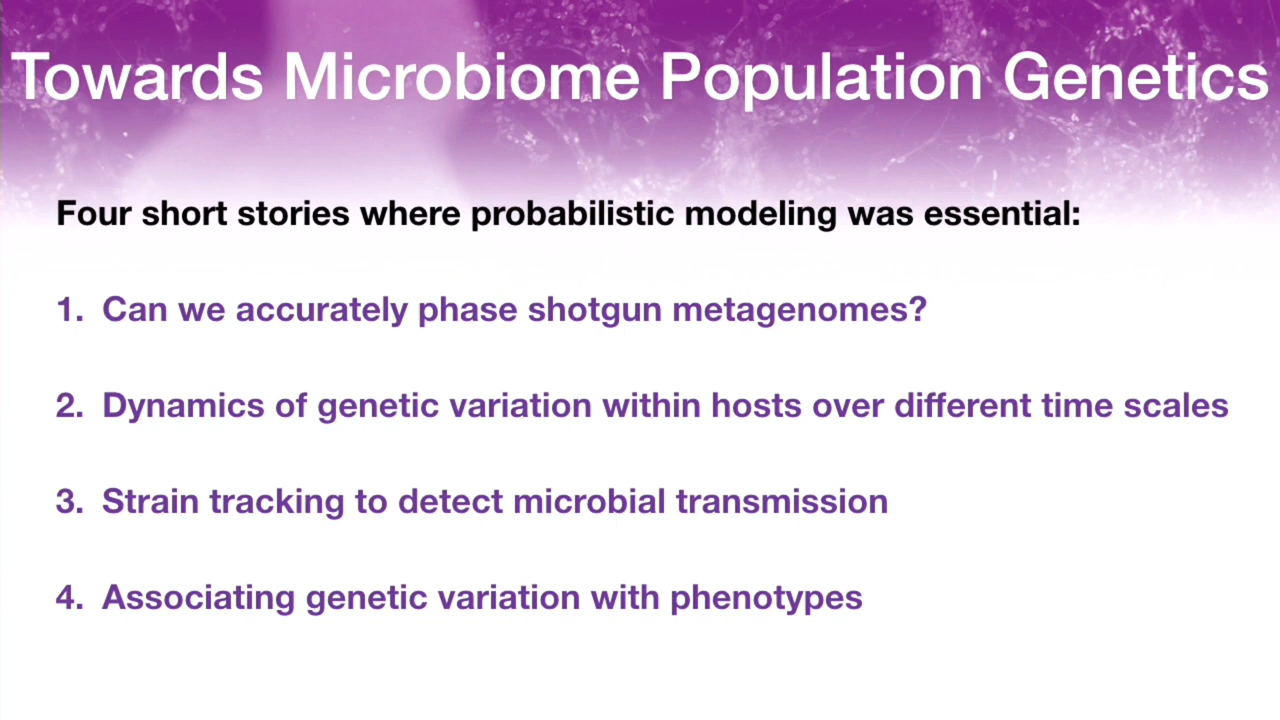 Towards Microbiome Population Genetics
Four short stories where probabilistic modeling was essential:
1. Can we accurately phase shotgun metagenomes?
2. Dynamics of genetic variation within hosts over different time scales
3. Strain tracking to detect microbial transmission
4. Associating genetic variation with phenotypes